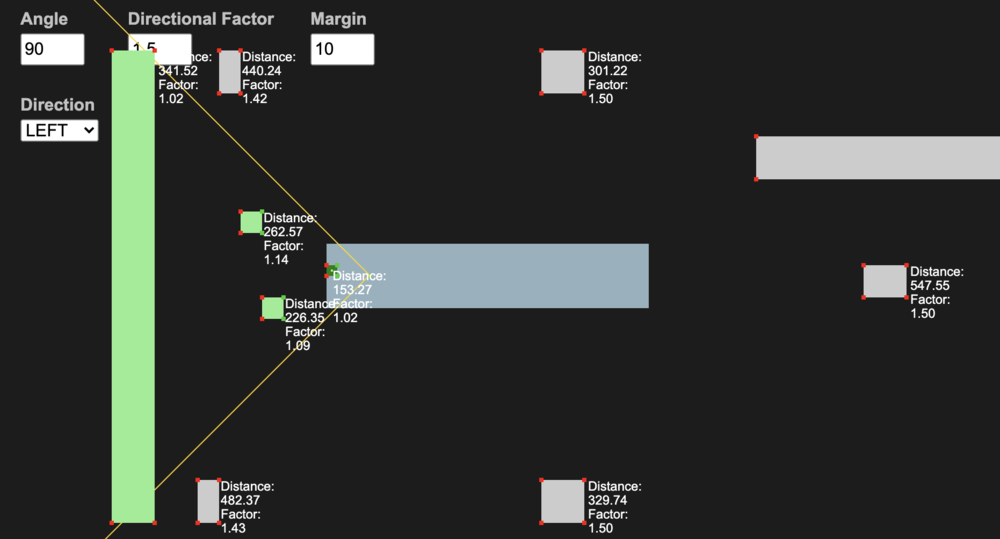 Angle
Directional Factor
Margin
90
1.5
10
Direction
LEFT
341.52
Factor:
1.02
Distance:
440.24
Factor:
1.42
Distance:
301.22
Factor:
1.50
Distance:
262.57
Factor:
1.14
Distance:
153.27
Factor:
1.02
Distance:
226.35
Factor:
1.09
Distance:
547.55
Factor:
1.50
Distance:
482.37
Factor:
1.43
Distance:
329.74
Factor:
1.50